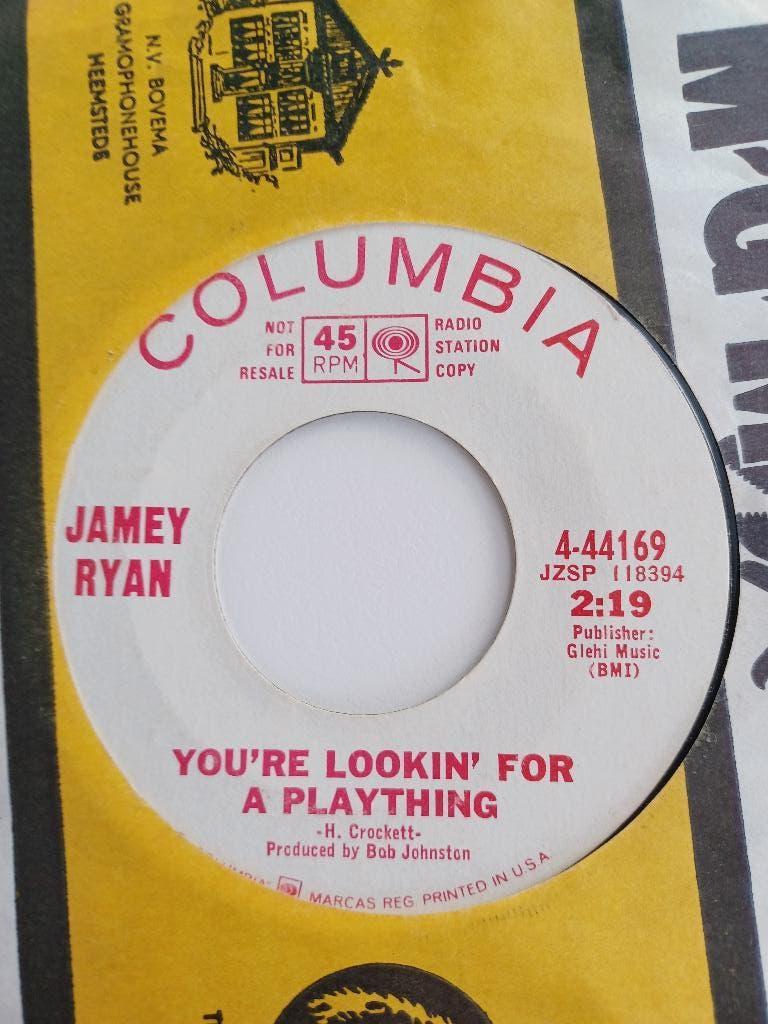 N.V. BOVEMA
GRAMOPHONEHOUSE
HEEMSTEDE
COLUMBIA
NOT
FOR
RESALE
45
RPM
RADIO
STATION
COPY
JAMEY
RYAN
4-44169
JZSP 118394
2:19
Publisher:
Glehi Music
(BMI)
YOU'RE LOOKIN' FOR
A PLAYTHING
-H. Crockett-
Produced by Bob Johnston
COLUMBIA" MARCAS REG. PRINTED IN U.S.A.